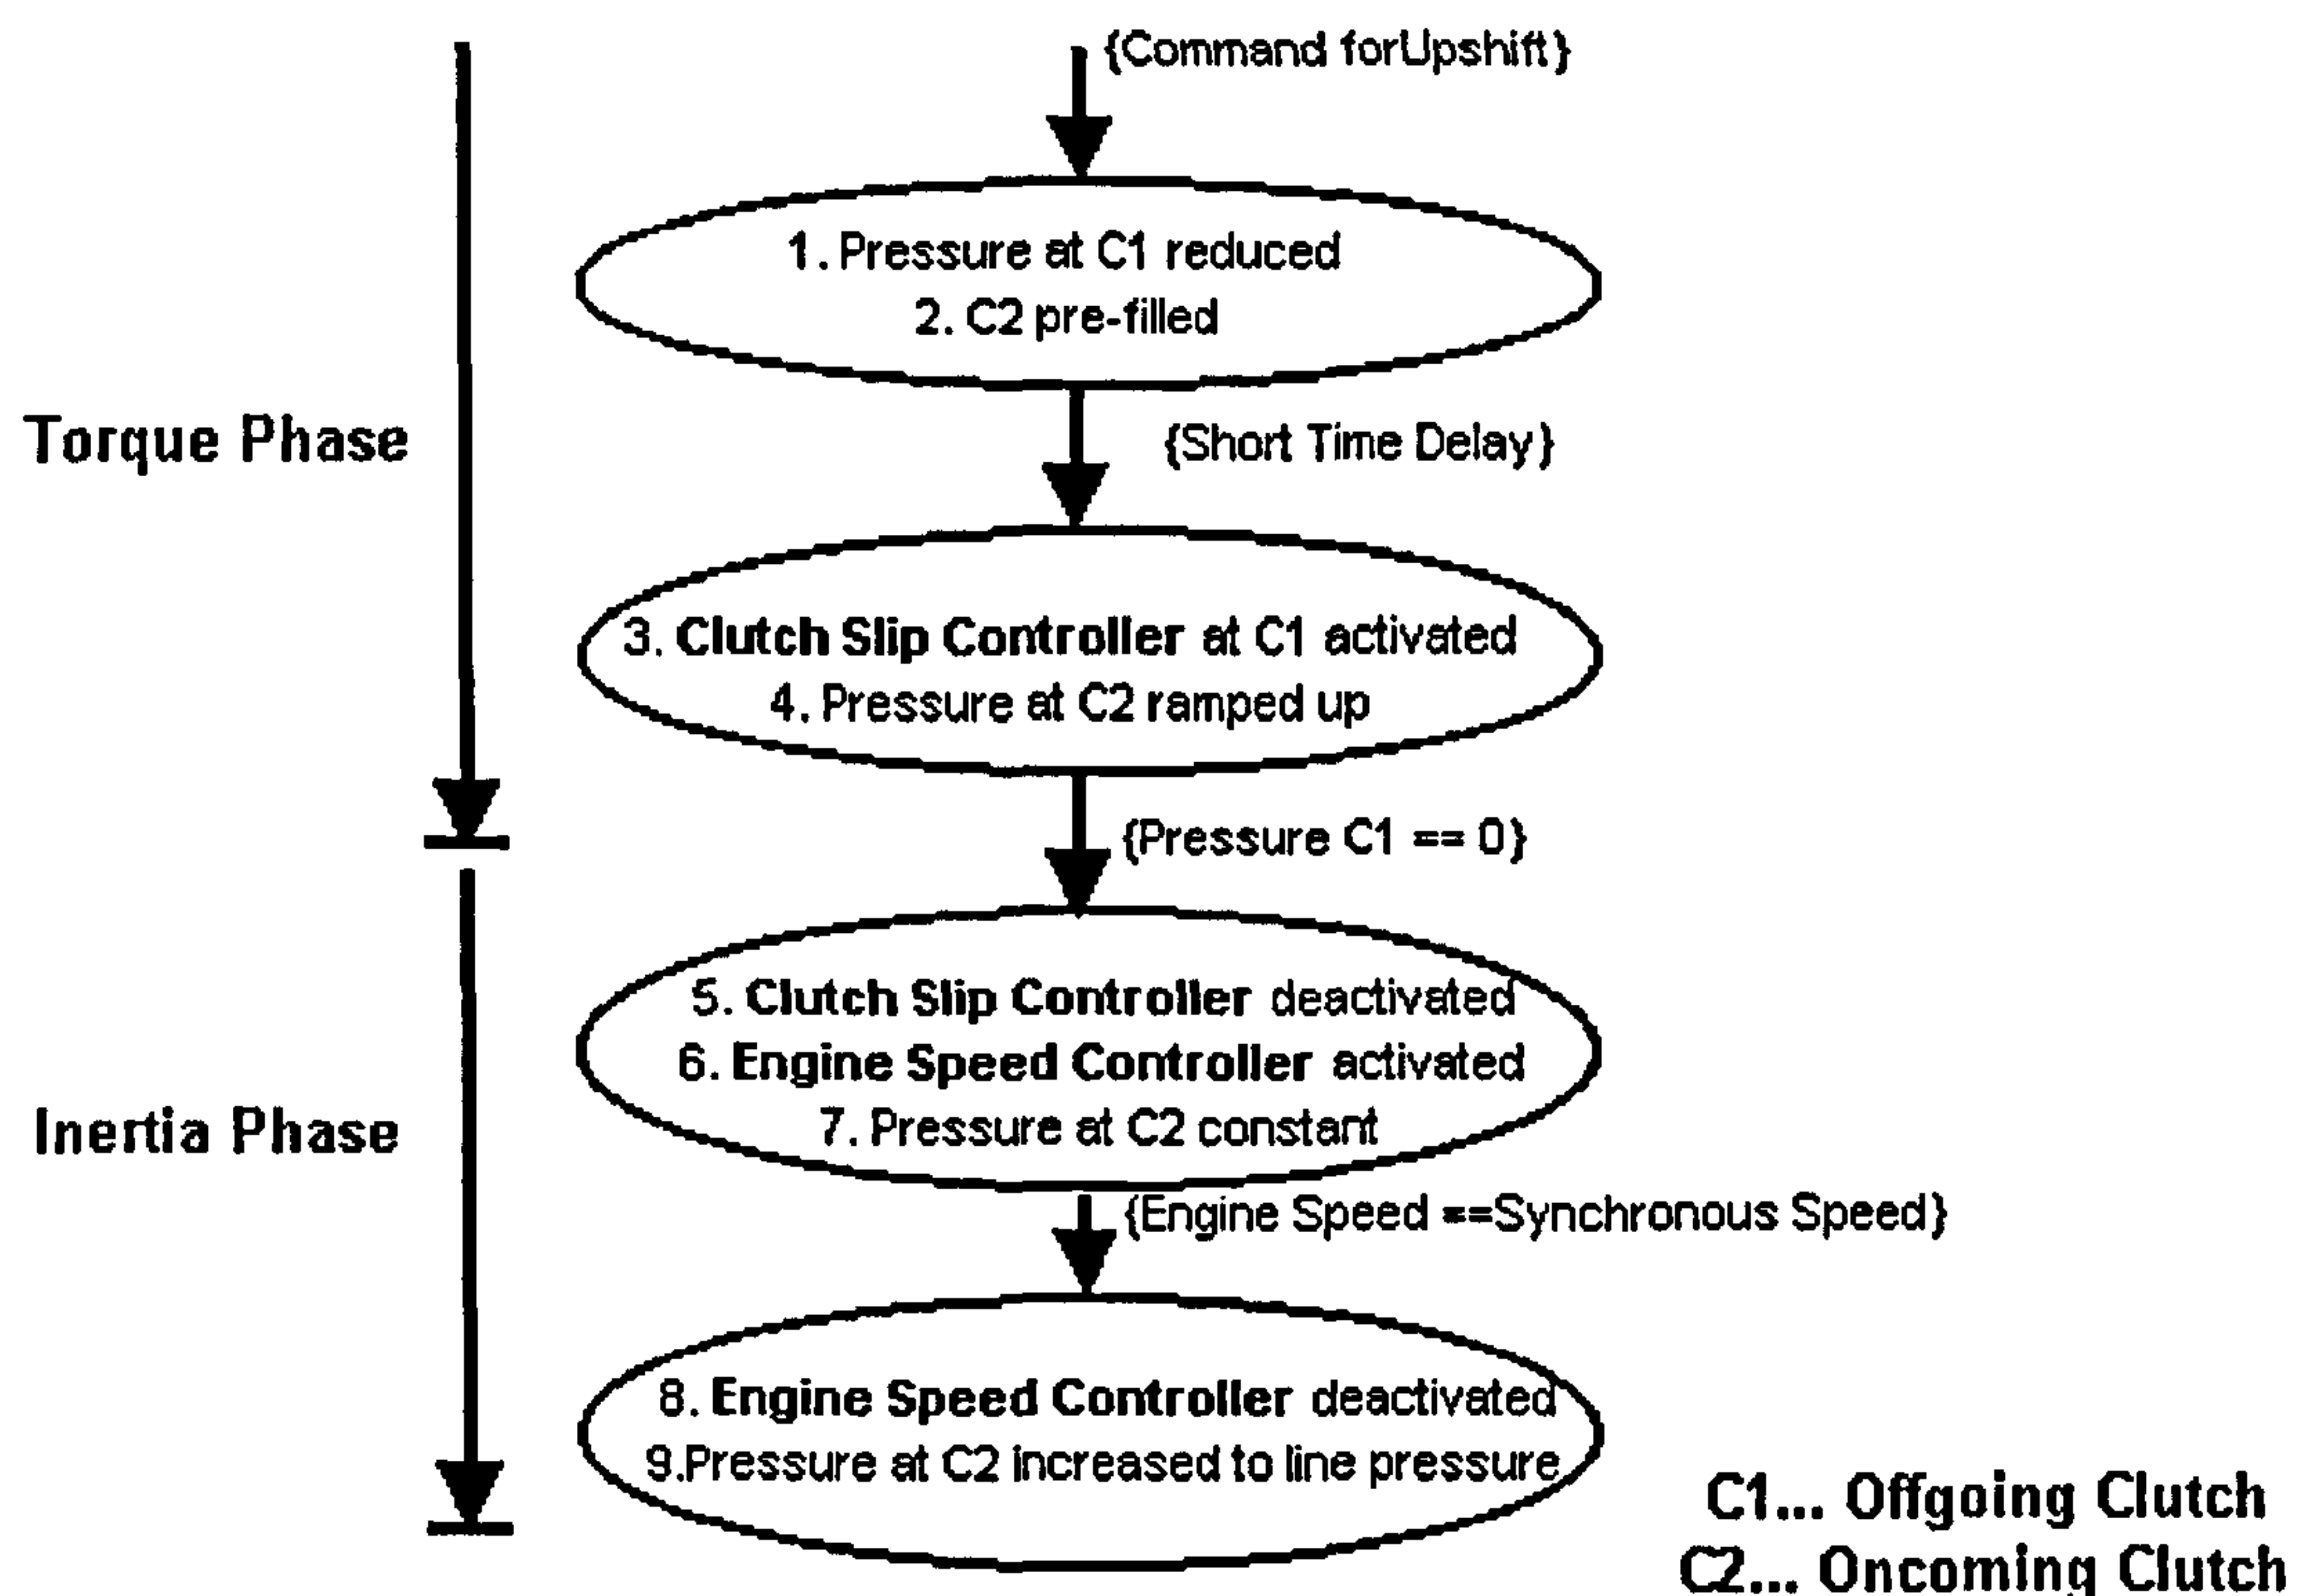 {Command forUpshift}
1. Pressure at C1 reduced
2. C2 pre-filled
Torque Phase
{Short Time Delay}
3. Clutch Slip Controller at C1 activated
4. Pressure at C2 ramped up
{Pressure C1 == 0}
5. Clutch Slip Controller deactivated
6. Engine Speed Controller activated
7. Pressure at C2 constant
Inertia Phase
{Engine Speed ==Synchronous Speed}
8. Engine Speed Controller deactivated
9.Pressure at C2 increased to line pressure
C1... Offgoing Clutch
C2... Oncoming Clutch